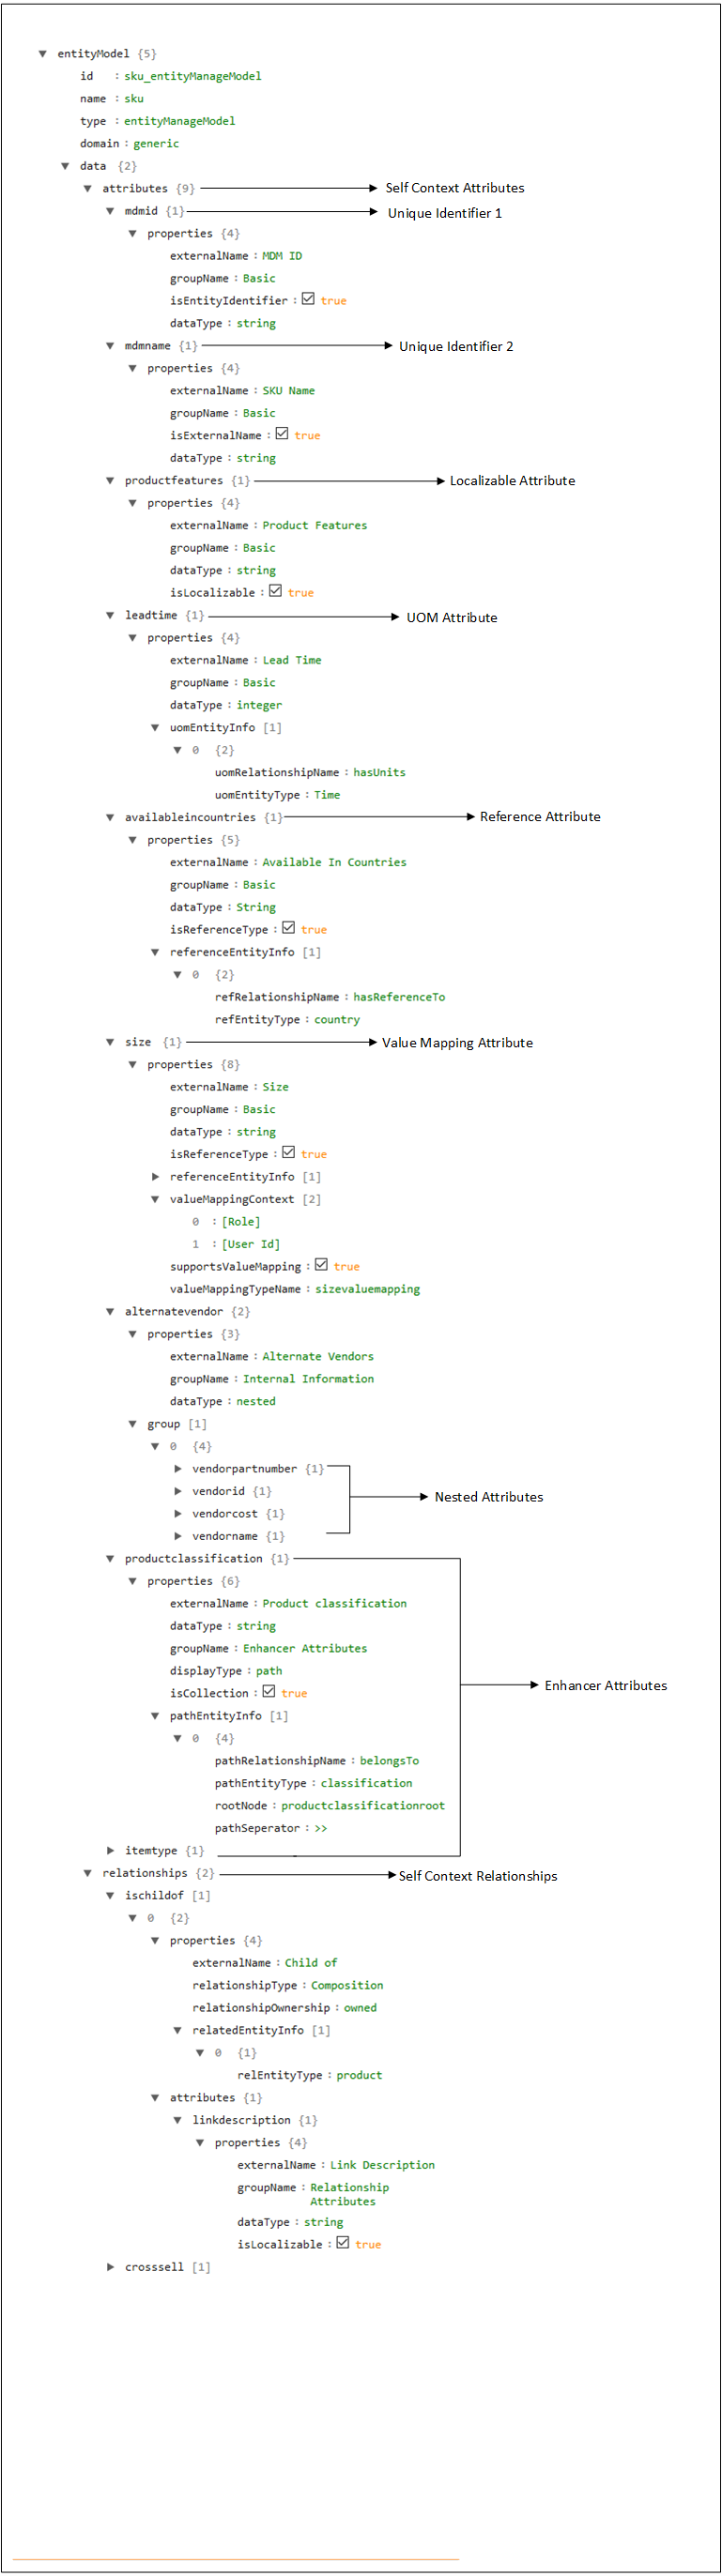 entityModel {5}
id : sku_entityManageModel
name : sku
type : entityManageModel
domain : generic
data {2}
attributes {9} Self Context Attributes
mdmid {1} Unique Identifier 1
properties {4}
externalName : MDM ID
groupName : Basic
isEntityIdentifier : true
dataType : string
mdmname {1} Unique Identifier 2
properties {4}
externalName : SKU Name
groupName : Basic
isExternalName : true
dataType : string
productfeatures {1} Localizable Attribute
properties {4}
externalName : Product Features
groupName : Basic
dataType : string
isLocalizable : true
leadtime {1} UOM Attribute
properties {4}
externalName : Lead Time
groupName : Basic
dataType : integer
uomEntityInfo [1]
0 {2}
uomRelationshipName : hasUnits
uomEntityType : Time
availableincountries {1} Reference Attribute
properties {5}
externalName : Available In Countries
groupName : Basic
dataType : String
isReferenceType : true
referenceEntityInfo [1]
0 {2}
refRelationshipName : hasReferenceTo
refEntityType : country
size {1} Value Mapping Attribute
properties {8}
externalName : Size
groupName : Basic
dataType : string
isReferenceType : true
referenceEntityInfo [1]
valueMappingContext [2]
0 : [Role]
1 : [User Id]
supportsValueMapping : true
valueMappingTypeName : sizevaluemapping
alternatevendor {2}
properties {3}
externalName : Alternate Vendors
groupName : Internal Information
dataType : nested
group [1]
0 {4}
vendorpartnumber {1}
vendorid {1} Nested Attributes
vendorcost {1}
vendorname {1}
productclassification {1}
properties {6}
externalName : Product classification
dataType : string
groupName : Enhancer Attributes
displayType : path Enhancer Attributes
isCollection : true
pathEntityInfo [1]
0 {4}
pathRelationshipName : belongsTo
pathEntityType : classification
rootNode : productclassificationroot
pathSeperator : >>
itemtype {1}
relationships {2} Self Context Relationships
ischildof [1]
0 {2}
properties {4}
externalName : Child of
relationshipType : Composition
relationshipOwnership : owned
relatedEntityInfo [1]
0 {1}
relEntityType : product
attributes {1}
linkdescription {1}
properties {4}
externalName : Link Description
groupName : Relationship
Attributes
dataType : string
isLocalizable : true
crosssell [1]